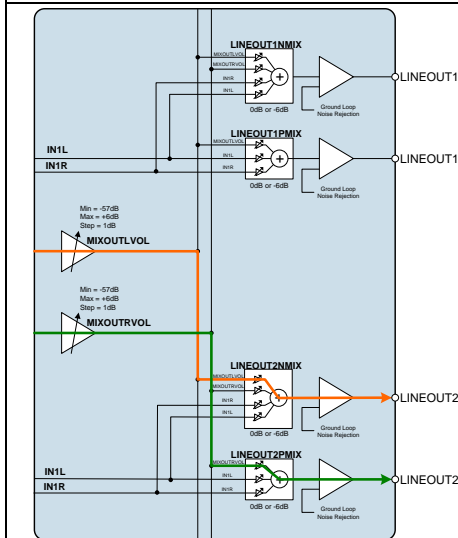 LINEOUT1NMIX
MIXOUTLVOL
MIXOUTRVOL
IN1R
IN1L
0dB or -6dB
Ground Loop
Noise Rejection
LINEOUT1
LINEOUT1PMIX
MIXOUTLVOL
IN1L
IN1R
0dB or -6dB
Ground Loop
Noise Rejection
LINEOUT1
IN1L
IN1R
Min = -57dB
Max = +6dB
Step = 1dB
MIXOUTLVOL
Min = -57dB
Max = +6dB
Step = 1dB
MIXOUTRVOL
LINEOUT2NMIX
MIXOUTLVOL
MIXOUTRVOL
IN1R
IN1L
0dB or -6dB
Ground Loop
Noise Rejection
LINEOUT2
LINEOUT2PMIX
MIXOUTRVOL
IN1L
IN1R
0dB or -6dB
Ground Loop
Noise Rejection
LINEOUT2
IN1L
IN1R